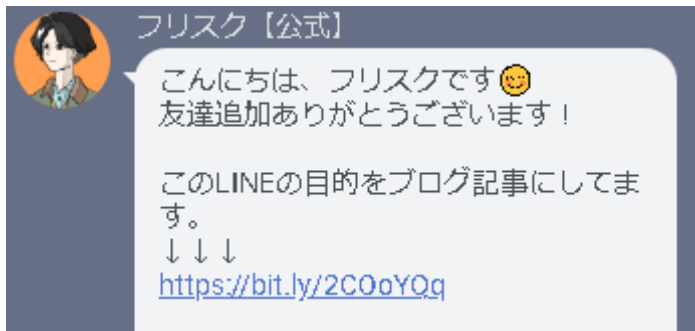 フリスク【公式】
こんにちは、フリスクです😊
友達追加ありがとうございます！
このLINEの目的をブログ記事にしてま
す。
↓↓↓
https://bit.ly/2COoYQq